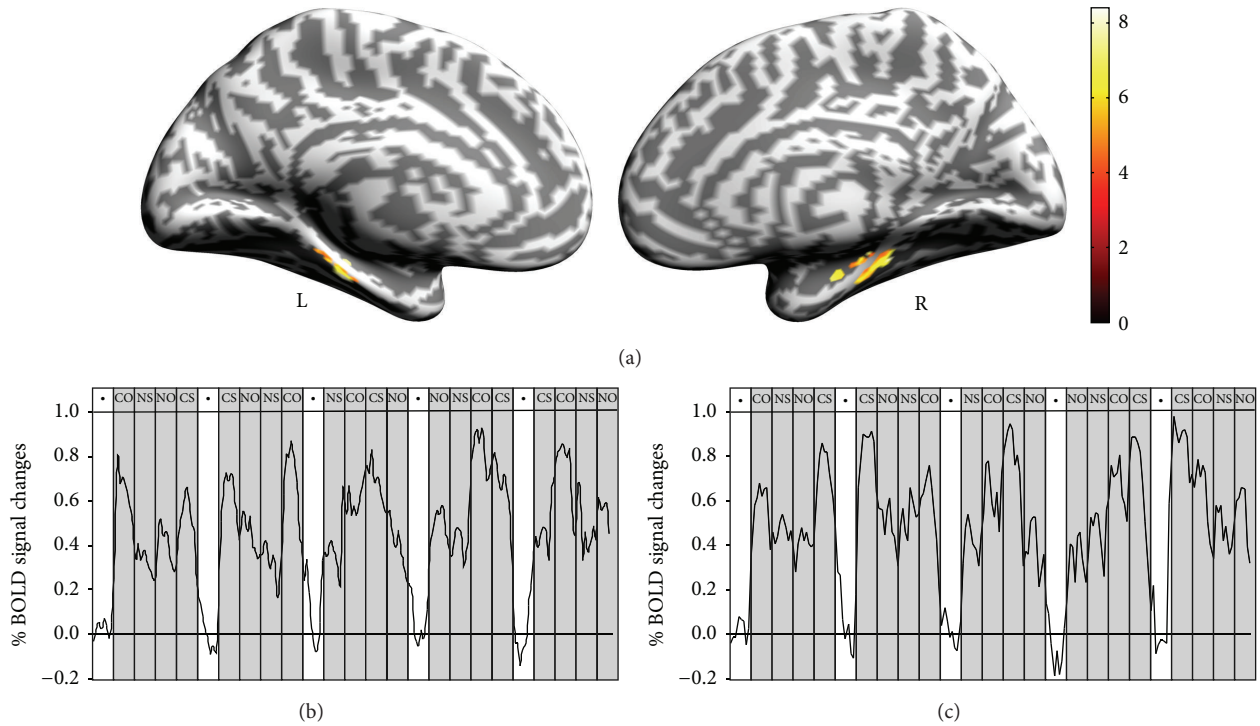 8
6
4
2
0
L
R
(a)
• CO NS NO CS • CS NO NS CO • NS CO CS NO • NO NS CO CS • CS CO NS NO
1.0
0.8
0.6
0.4
0.2
0.0
−0.2
% BOLD signal changes
(b)
• CO NS NO CS • CS NO NS CO • NS CO CS NO • NO NS CO CS • CS CO NS NO
1.0
0.8
0.6
0.4
0.2
0.0
−0.2
% BOLD signal changes
(c)